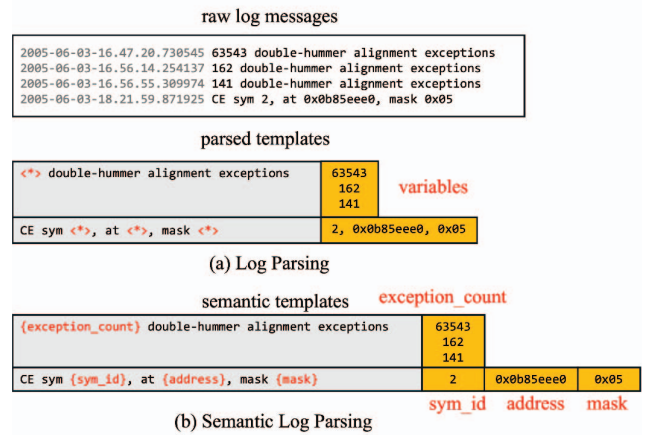 raw log messages
2005-06-03-16.47.20.730545 63543 double-hummer alignment exceptions
2005-06-03-16.56.14.254137 162 double-hummer alignment exceptions
2005-06-03-16.56.55.309974 141 double-hummer alignment exceptions
2005-06-03-18.21.59.871925 CE sym 2, at 0x0b85eee0, mask 0x05
parsed templates
<*> double-hummer alignment exceptions 63543
162
141
variables
CE sym <*>, at <*>, mask <*> 2, 0x0b85eee0, 0x05
(a) Log Parsing
semantic templates exception_count
{exception_count} double-hummer alignment exceptions 63543
162
141
CE sym {sym_id}, at {address}, mask {mask} 2 0x0b85eee0 0x05
sym_id address mask
(b) Semantic Log Parsing